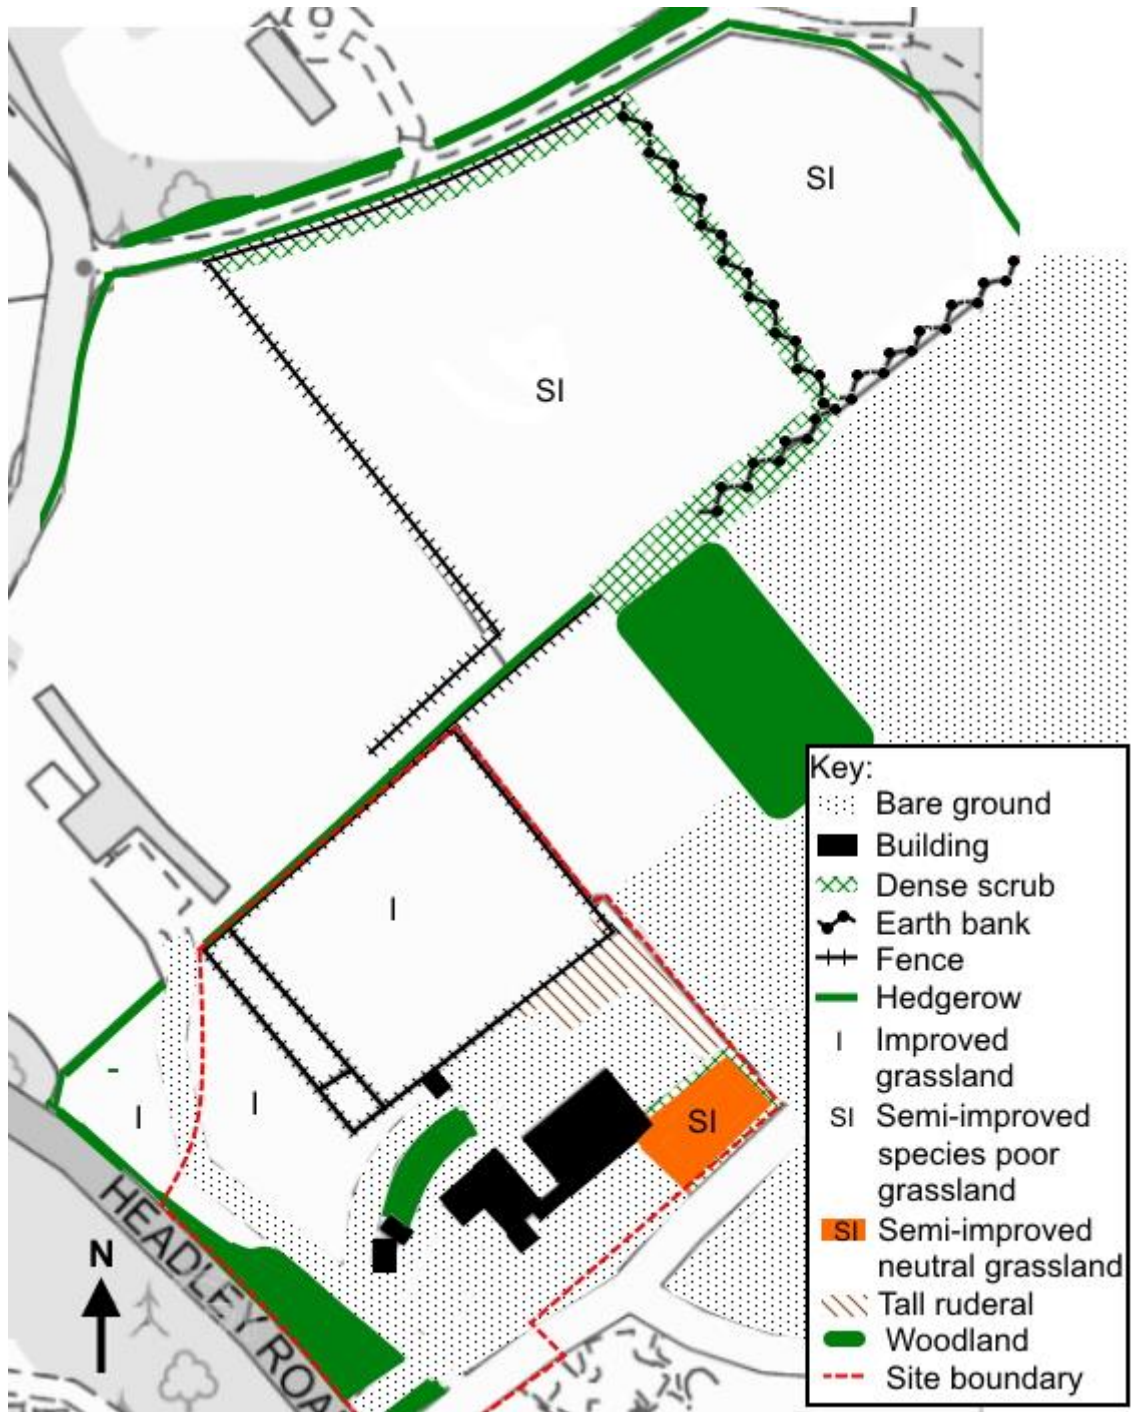 SI
SI
I
I
I
SI
HEADLEY ROA
N
Key:
Bare ground
Building
Dense scrub
Earth bank
Fence
Hedgerow
I Improved
grassland
SI Semi-improved
species poor
grassland
SI Semi-improved
neutral grassland
Tall ruderal
Woodland
Site boundary